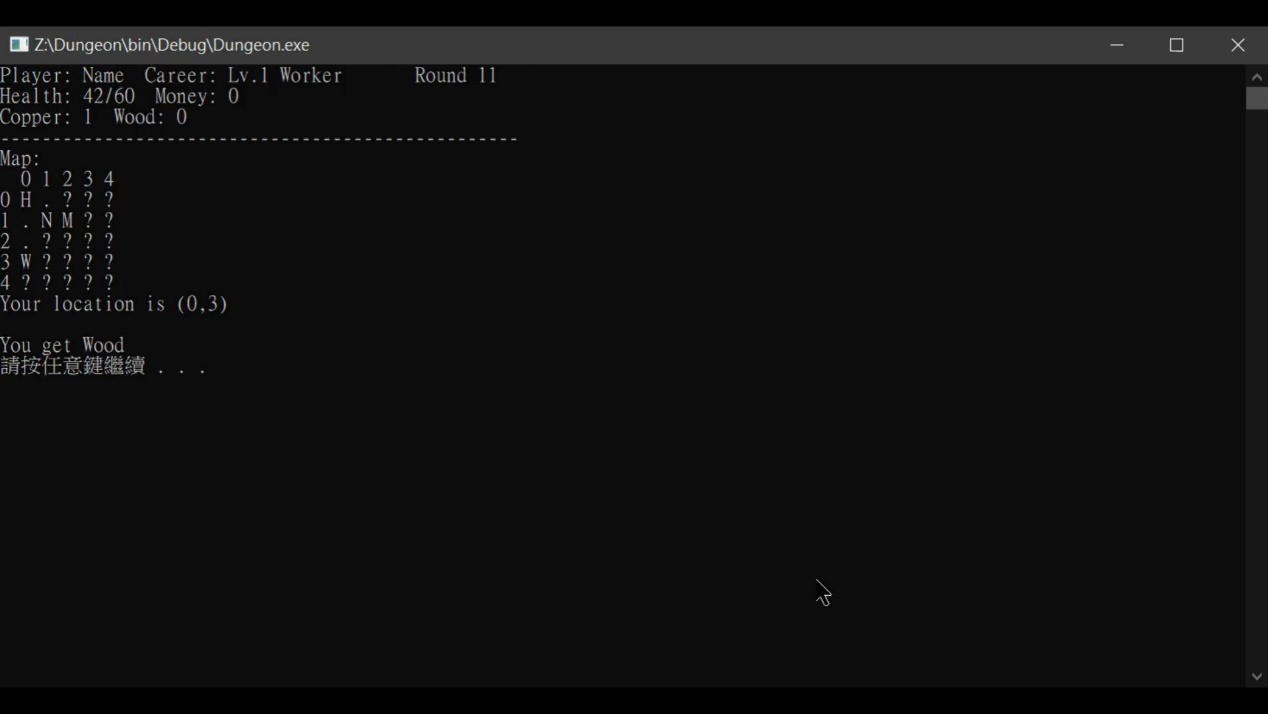 Z:\Dungeon\bin\Debug\Dungeon.exe
Player: Name  Career: Lv.1 Worker       Round 11
Health: 42/60  Money: 0
Copper: 1  Wood: 0
--------------------------------------------------
Map:
  0 1 2 3 4
0 H . ? ? ?
1 . N M ? ?
2 . ? ? ? ?
3 W ? ? ? ?
4 ? ? ? ? ?
Your location is (0,3)
You get Wood
請按任意鍵繼續 . . .